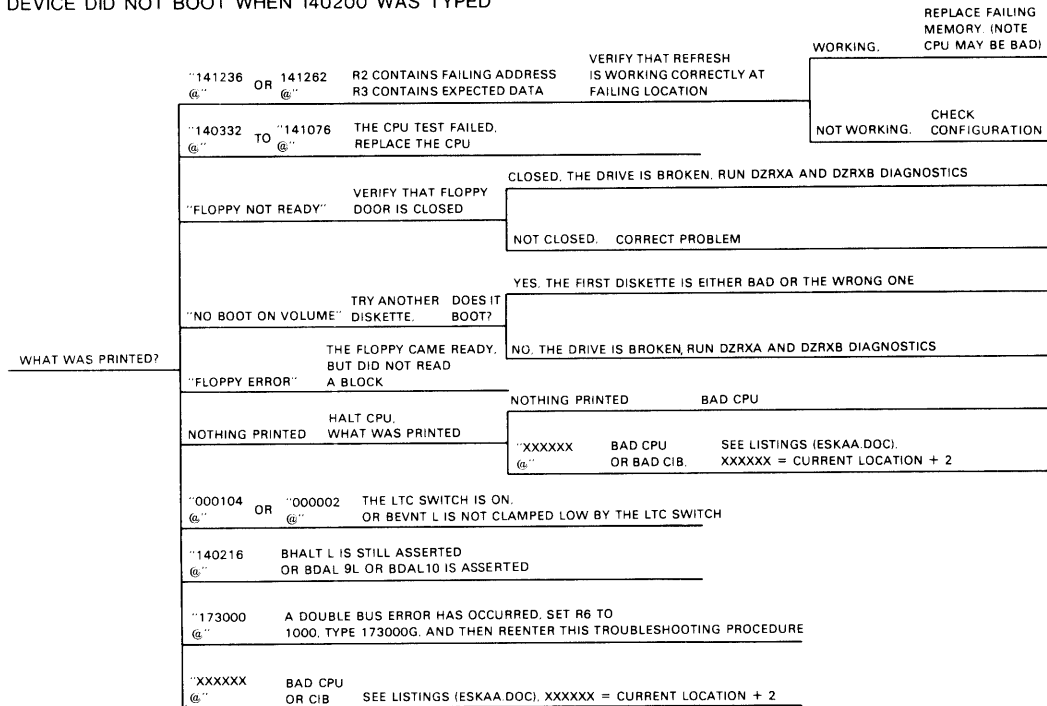 DEVICE DID NOT BOOT WHEN 140200 WAS TYPED
REPLACE FAILING
MEMORY. (NOTE
WORKING. CPU MAY BE BAD)
VERIFY THAT REFRESH
"141236 OR 141262 R2 CONTAINS FAILING ADDRESS IS WORKING CORRECTLY AT
@" @" R3 CONTAINS EXPECTED DATA FAILING LOCATION
CHECK
NOT WORKING. CONFIGURATION
"140332 TO "141076 THE CPU TEST FAILED,
@" @" REPLACE THE CPU
CLOSED. THE DRIVE IS BROKEN, RUN DZRXA AND DZRXB DIAGNOSTICS
VERIFY THAT FLOPPY
"FLOPPY NOT READY" DOOR IS CLOSED
NOT CLOSED. CORRECT PROBLEM
YES. THE FIRST DISKETTE IS EITHER BAD OR THE WRONG ONE
TRY ANOTHER DOES IT
"NO BOOT ON VOLUME" DISKETTE. BOOT?
NO. THE DRIVE IS BROKEN, RUN DZRXA AND DZRXB DIAGNOSTICS
WHAT WAS PRINTED?
THE FLOPPY CAME READY,
BUT DID NOT READ
"FLOPPY ERROR" A BLOCK
NOTHING PRINTED BAD CPU
HALT CPU,
NOTHING PRINTED WHAT WAS PRINTED
"XXXXXX BAD CPU SEE LISTINGS (ESKAA.DOC).
@" OR BAD CIB. XXXXXX = CURRENT LOCATION + 2
"000104 OR "000002 THE LTC SWITCH IS ON,
@" @" OR BEVNT L IS NOT CLAMPED LOW BY THE LTC SWITCH
"140216 BHALT L IS STILL ASSERTED
@" OR BDAL 9L OR BDAL10 IS ASSERTED
"173000 A DOUBLE BUS ERROR HAS OCCURRED, SET R6 TO
@" 1000, TYPE 173000G, AND THEN REENTER THIS TROUBLESHOOTING PROCEDURE
"XXXXXX BAD CPU
@" OR CIB SEE LISTINGS (ESKAA.DOC). XXXXXX = CURRENT LOCATION + 2